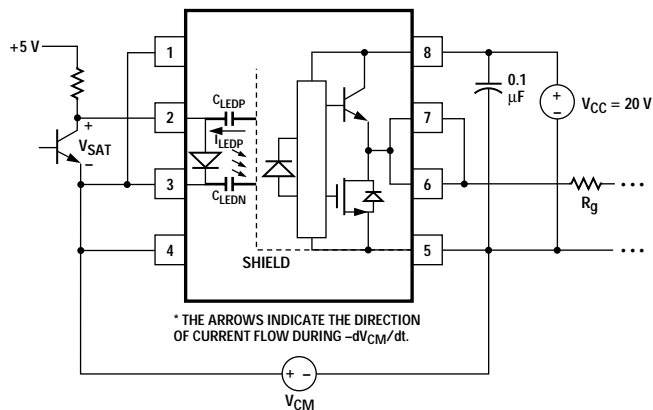 +5 V
+
V_SAT
-
1
2
3
4
C_LEDP
I_LEDP
C_LEDN
SHIELD
8
7
6
5
0.1
µF
+
-
V_CC = 20 V
R_g
• • •
• • •
* THE ARROWS INDICATE THE DIRECTION
OF CURRENT FLOW DURING –dV_CM/dt.
+ -
V_CM